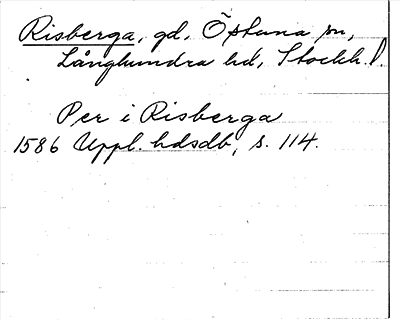 Risberga, gd, Östuna sn,
Långhundra hd, Stockh. l.
Per i Risberga
1586 Uppl. hdsdb, s. 114.